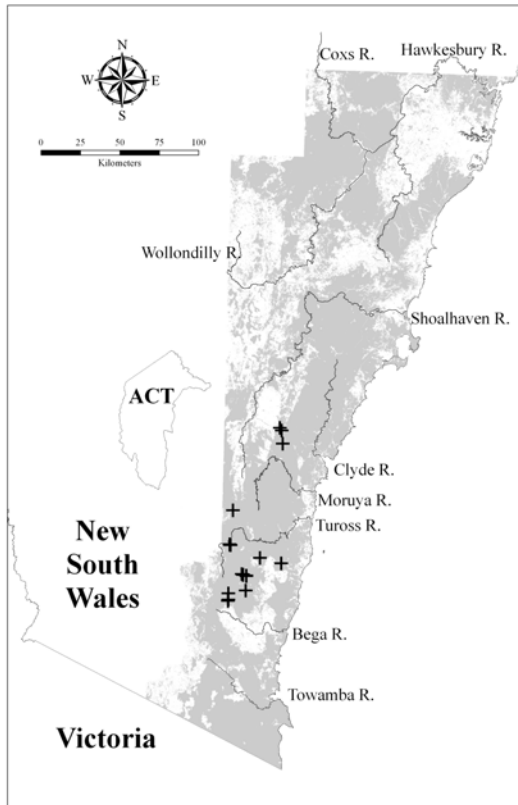 Coxs R.
Hawkesbury R.
N
W
E
S
0 25 50 75 100
Kilometers
Wollondilly R.
Shoalhaven R.
ACT
Clyde R.
Moruya R.
Tuross R.
New
South
Wales
Bega R.
Towamba R.
Victoria